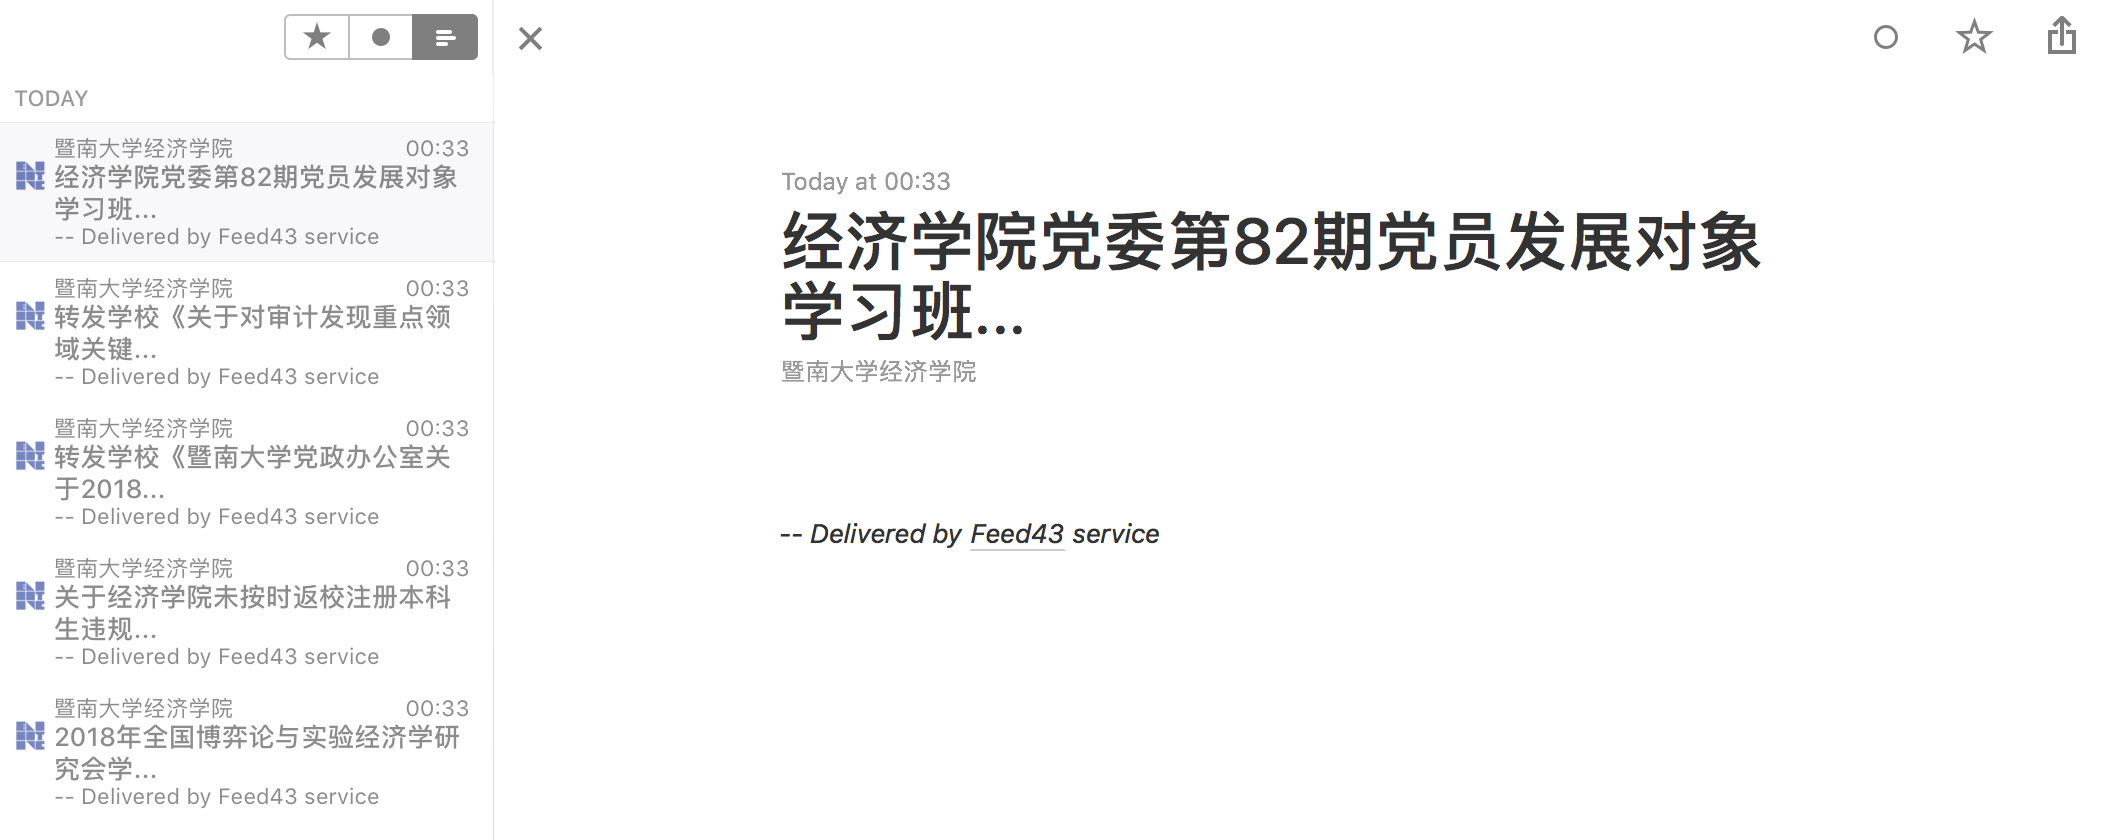 TODAY
暨南大学经济学院 00:33
经济学院党委第82期党员发展对象
学习班...
-- Delivered by Feed43 service
暨南大学经济学院 00:33
转发学校《关于对审计发现重点领
域关键...
-- Delivered by Feed43 service
暨南大学经济学院 00:33
转发学校《暨南大学党政办公室关
于2018...
-- Delivered by Feed43 service
暨南大学经济学院 00:33
关于经济学院未按时返校注册本科
生违规...
-- Delivered by Feed43 service
暨南大学经济学院 00:33
2018年全国博弈论与实验经济学研
究会学...
-- Delivered by Feed43 service
Today at 00:33
经济学院党委第82期党员发展对象
学习班...
暨南大学经济学院
-- Delivered by Feed43 service